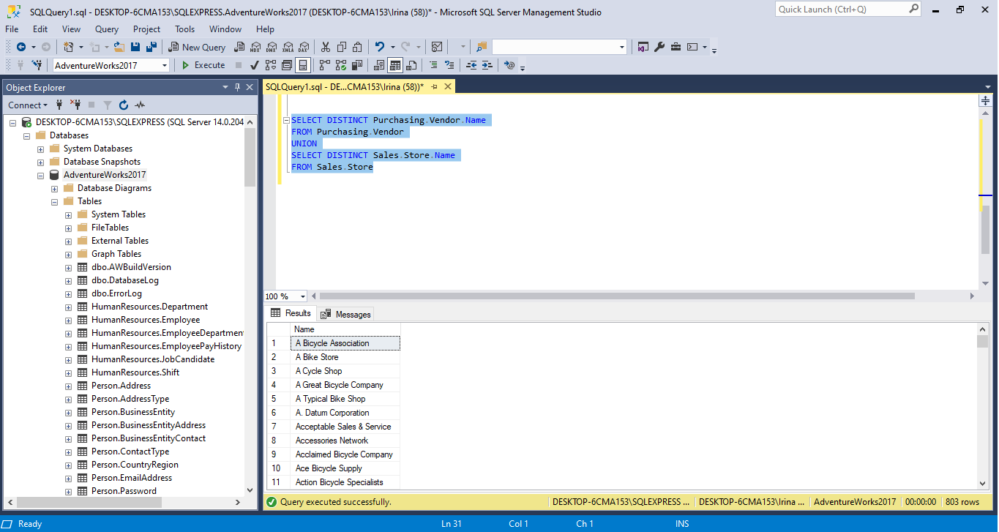 SQLQuery1.sql - DESKTOP-6CMA153\SQLEXPRESS.AdventureWorks2017 (DESKTOP-6CMA153\Irina (58))* - Microsoft SQL Server Management Studio
Quick Launch (Ctrl+Q)
File Edit View Query Project Tools Window Help
New Query MDX DMX XMLA DAX
AdventureWorks2017 Execute
Object Explorer
Connect
DESKTOP-6CMA153\SQLEXPRESS (SQL Server 14.0.204
Databases
System Databases
Database Snapshots
AdventureWorks2017
Database Diagrams
Tables
System Tables
FileTables
External Tables
Graph Tables
dbo.AWBuildVersion
dbo.DatabaseLog
dbo.ErrorLog
HumanResources.Department
HumanResources.Employee
HumanResources.EmployeeDepartmen
HumanResources.EmployeePayHistory
HumanResources.JobCandidate
HumanResources.Shift
Person.Address
Person.AddressType
Person.BusinessEntity
Person.BusinessEntityAddress
Person.BusinessEntityContact
Person.ContactType
Person.CountryRegion
Person.EmailAddress
Person.Password
SQLQuery1.sql - DE...CMA153\Irina (58))*
SELECT DISTINCT Purchasing.Vendor.Name
FROM Purchasing.Vendor
UNION
SELECT DISTINCT Sales.Store.Name
FROM Sales.Store
100 %
Results Messages
Name
1 A Bicycle Association
2 A Bike Store
3 A Cycle Shop
4 A Great Bicycle Company
5 A Typical Bike Shop
6 A. Datum Corporation
7 Acceptable Sales & Service
8 Accessories Network
9 Acclaimed Bicycle Company
10 Ace Bicycle Supply
11 Action Bicycle Specialists
Query executed successfully. DESKTOP-6CMA153\SQLEXPRESS ... DESKTOP-6CMA153\Irina ... AdventureWorks2017 00:00:00 803 rows
Ready Ln 31 Col 1 Ch 1 INS